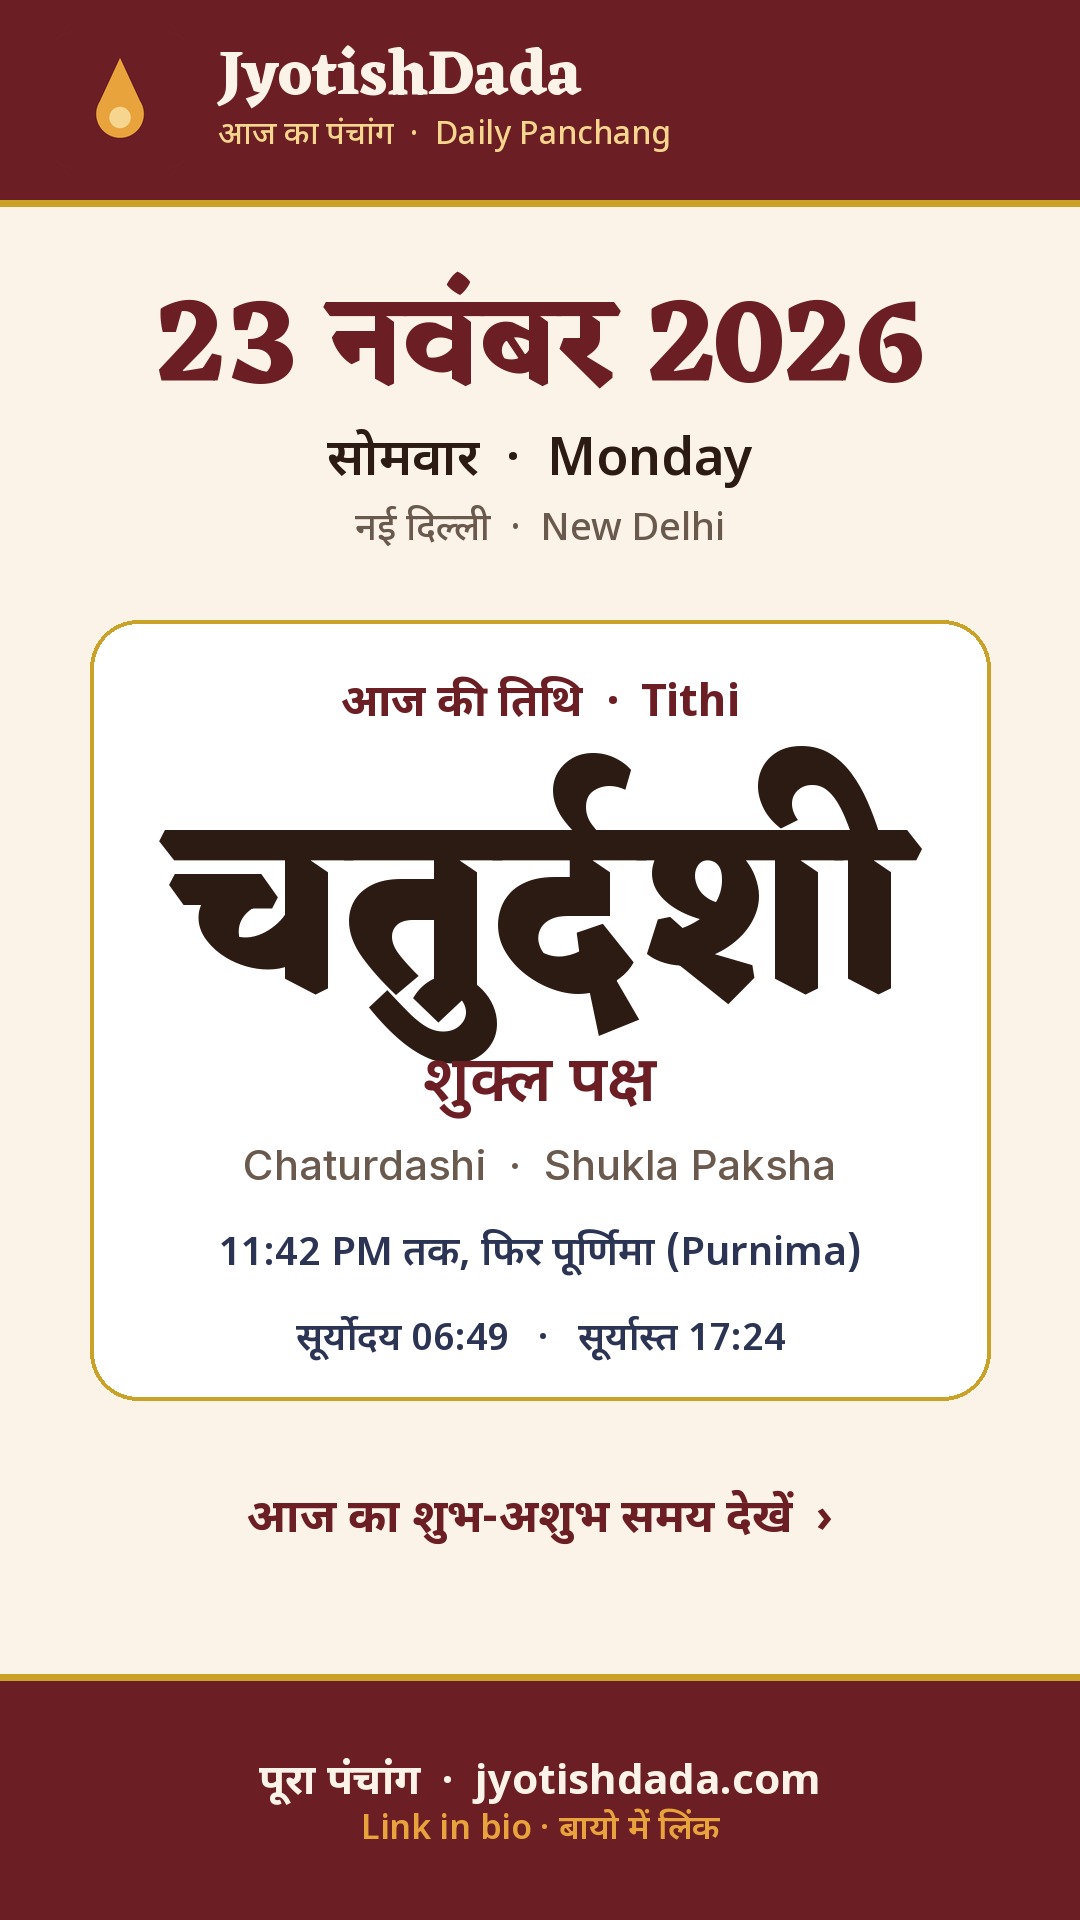 JyotishDada
आज का पंचांग · Daily Panchang
23 नवंबर 2026
सोमवार · Monday
नई दिल्ली · New Delhi
आज की तिथि · Tithi
चतुर्दशी
शुक्ल पक्ष
Chaturdashi · Shukla Paksha
11:42 PM तक, फिर पूर्णिमा (Purnima)
सूर्योदय 06:49 · सूर्यास्त 17:24
आज का शुभ-अशुभ समय देखें ›
पूरा पंचांग · jyotishdada.com
Link in bio · बायो में लिंक